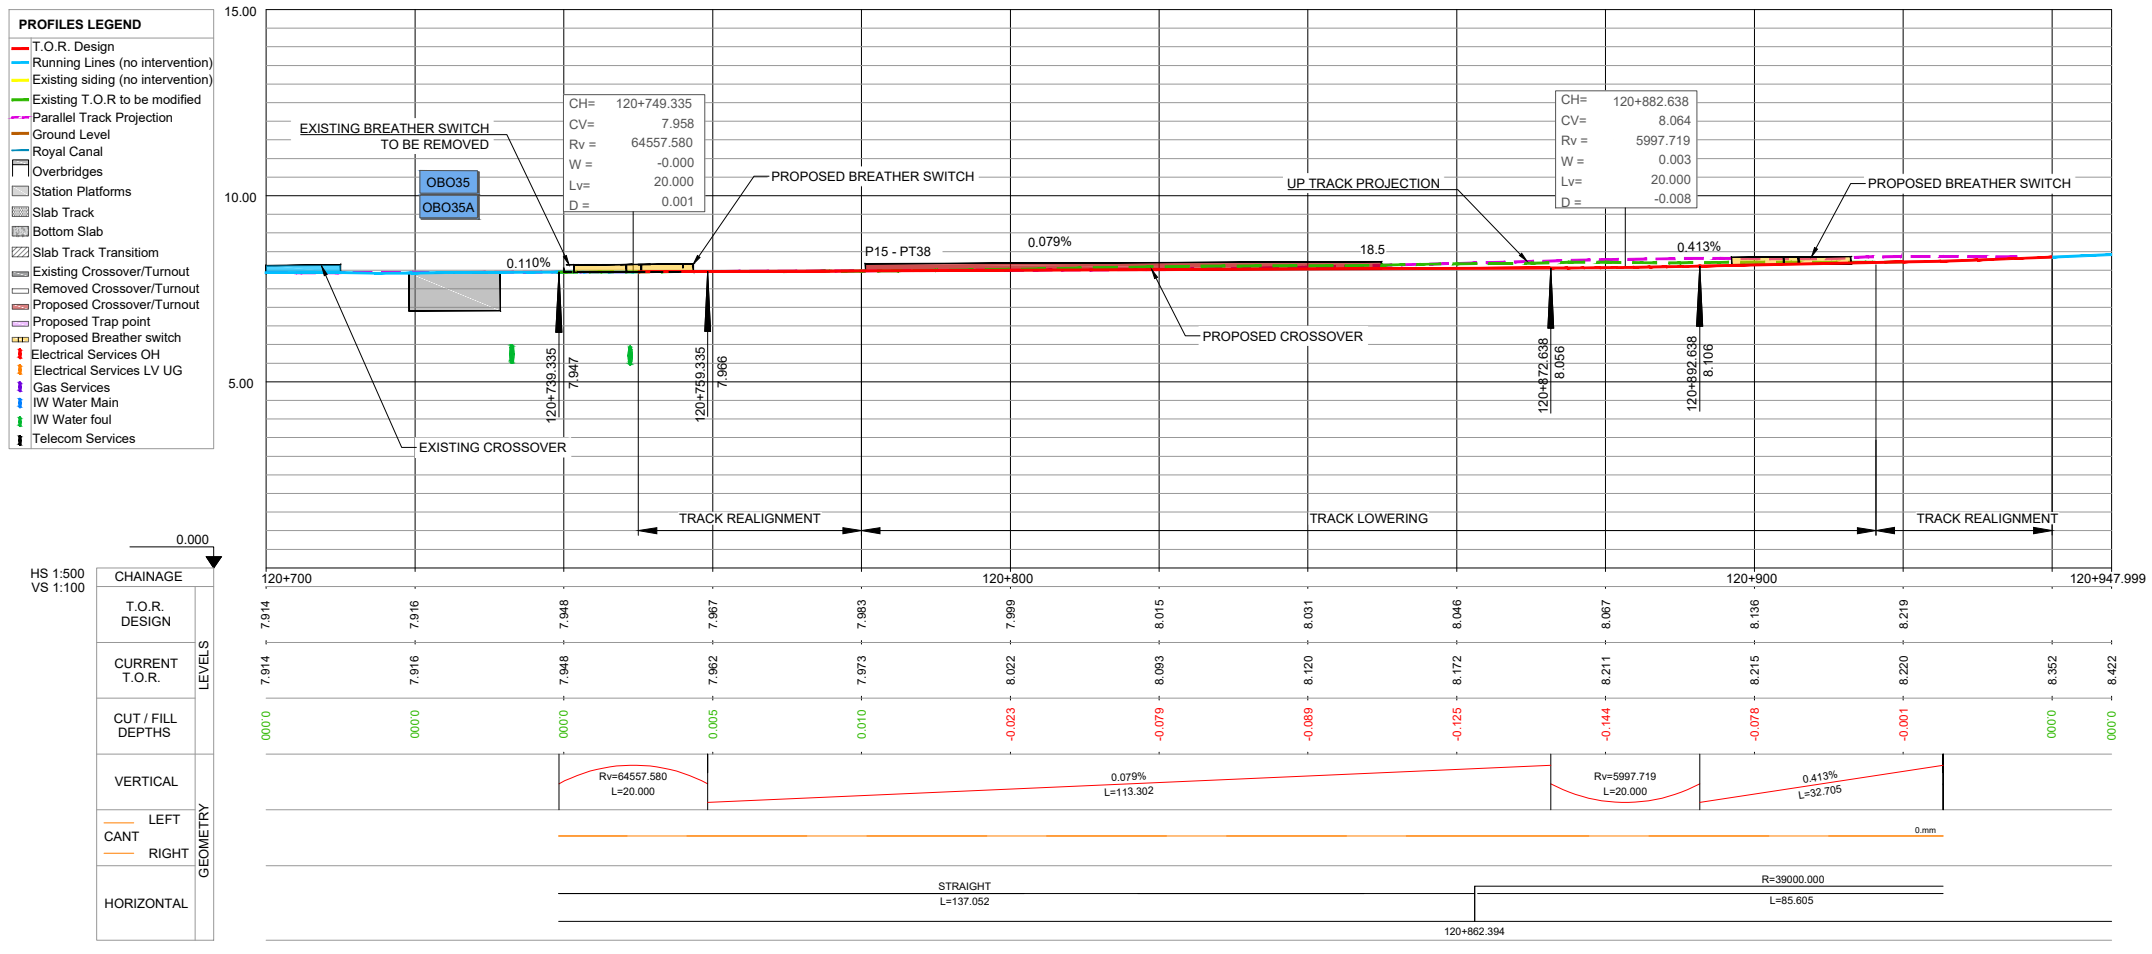 PROFILES LEGEND
T.O.R. Design
Running Lines (no intervention)
Existing siding (no intervention)
Existing T.O.R to be modified
Parallel Track Projection
Ground Level
Royal Canal
Overbridges
Station Platforms
Slab Track
Bottom Slab
Slab Track Transitiom
Existing Crossover/Turnout
Removed Crossover/Turnout
Proposed Crossover/Turnout
Proposed Trap point
Proposed Breather switch
Electrical Services OH
Electrical Services LV UG
Gas Services
IW Water Main
IW Water foul
Telecom Services
15.00
10.00
5.00
0.000
HS 1:500
VS 1:100
EXISTING BREATHER SWITCH
TO BE REMOVED
OBO35
OBO35A
CH= 120+749.335
CV= 7.958
Rv = 64557.580
W = -0.000
Lv= 20.000
D = 0.001
PROPOSED BREATHER SWITCH
UP TRACK PROJECTION
CH= 120+882.638
CV= 8.064
Rv = 5997.719
W = 0.003
Lv= 20.000
D = -0.008
PROPOSED BREATHER SWITCH
0.110%
P15 - PT38
0.079%
18.5
0.413%
PROPOSED CROSSOVER
EXISTING CROSSOVER
120+739.335
7.947
120+759.335
7.966
120+872.638
8.056
120+892.638
8.106
TRACK REALIGNMENT
TRACK LOWERING
TRACK REALIGNMENT
CHAINAGE
120+700
120+800
120+900
120+947.999
T.O.R.
DESIGN
7.914 7.916 7.948 7.967 7.983 7.999 8.015 8.031 8.046 8.067 8.136 8.219
CURRENT
T.O.R.
7.914 7.916 7.948 7.962 7.973 8.022 8.093 8.120 8.172 8.211 8.215 8.220 8.352 8.422
LEVELS
CUT / FILL
DEPTHS
0.000 0.000 0.000 0.005 0.010 -0.023 -0.079 -0.089 -0.125 -0.144 -0.078 -0.001 0.000 0.000
VERTICAL
Rv=64557.580
L=20.000
0.079%
L=113.302
Rv=5997.719
L=20.000
0.413%
L=32.705
GEOMETRY
LEFT
CANT
RIGHT
0.mm
HORIZONTAL
STRAIGHT
L=137.052
R=39000.000
L=85.605
120+862.394